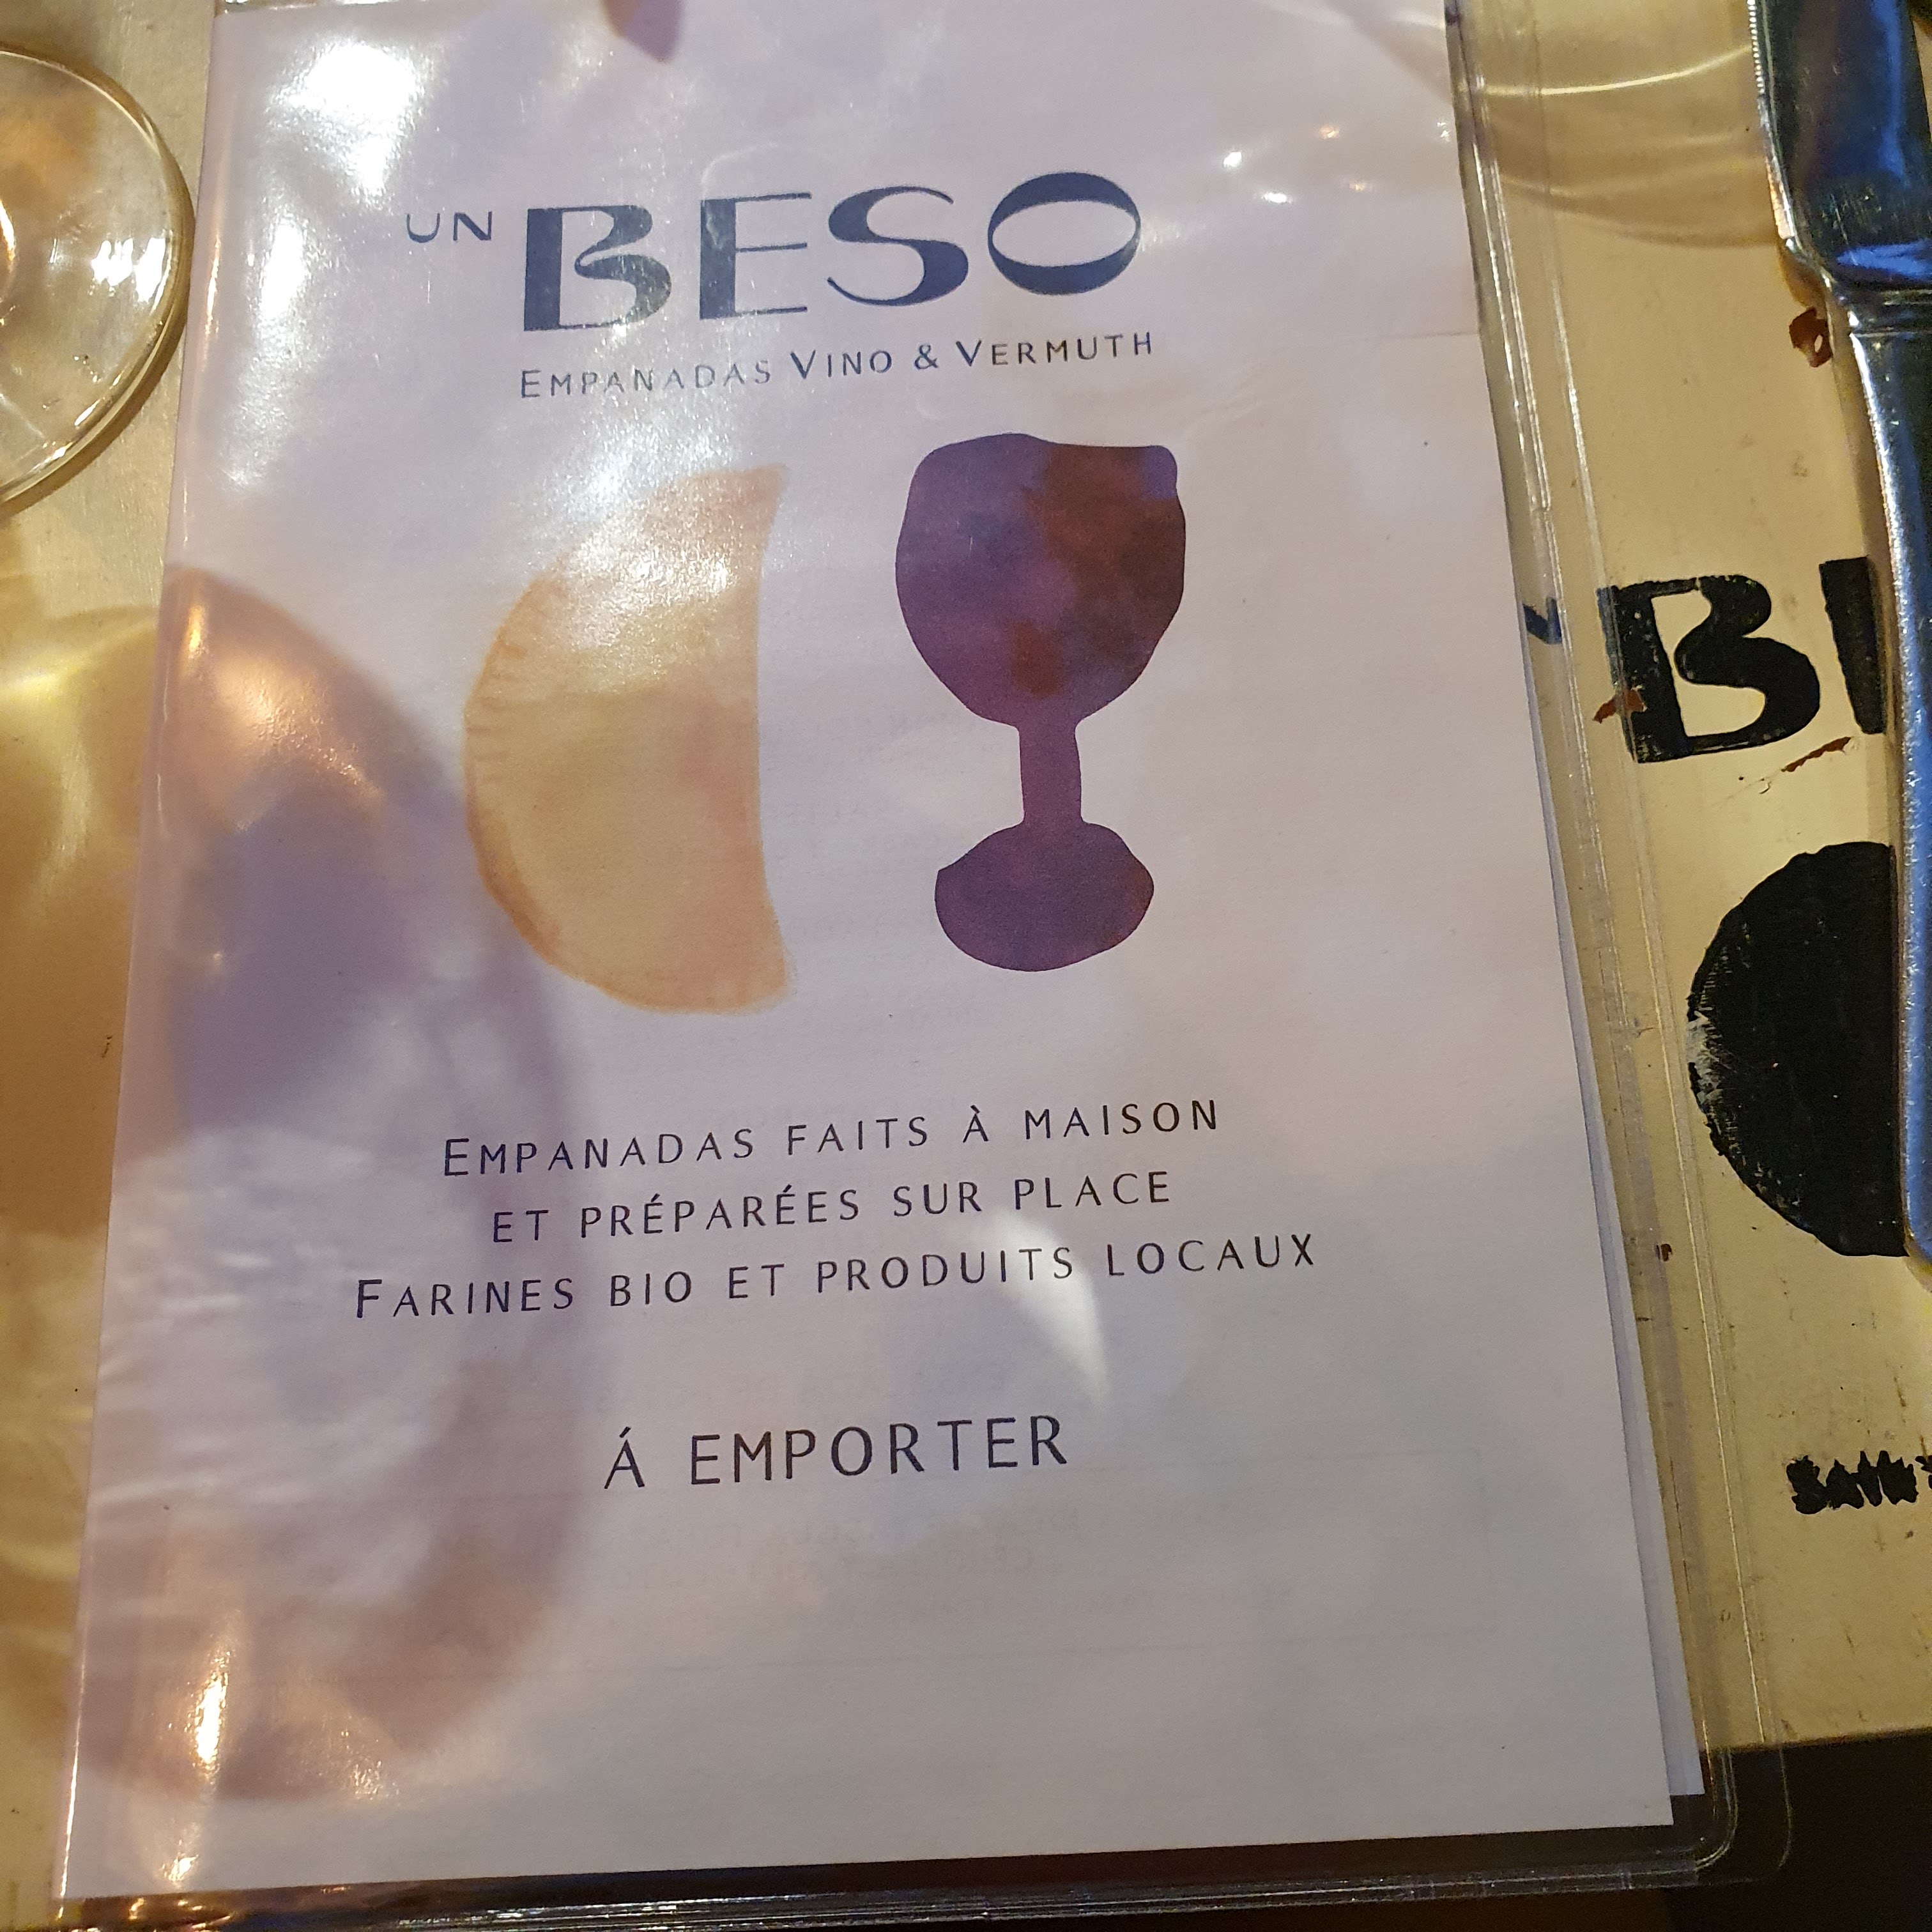 UN BESO
EMPANADAS VINO & VERMUTH
EMPANADAS FAITS À MAISON
ET PRÉPARÉES SUR PLACE
FARINES BIO ET PRODUITS LOCAUX
Á EMPORTER